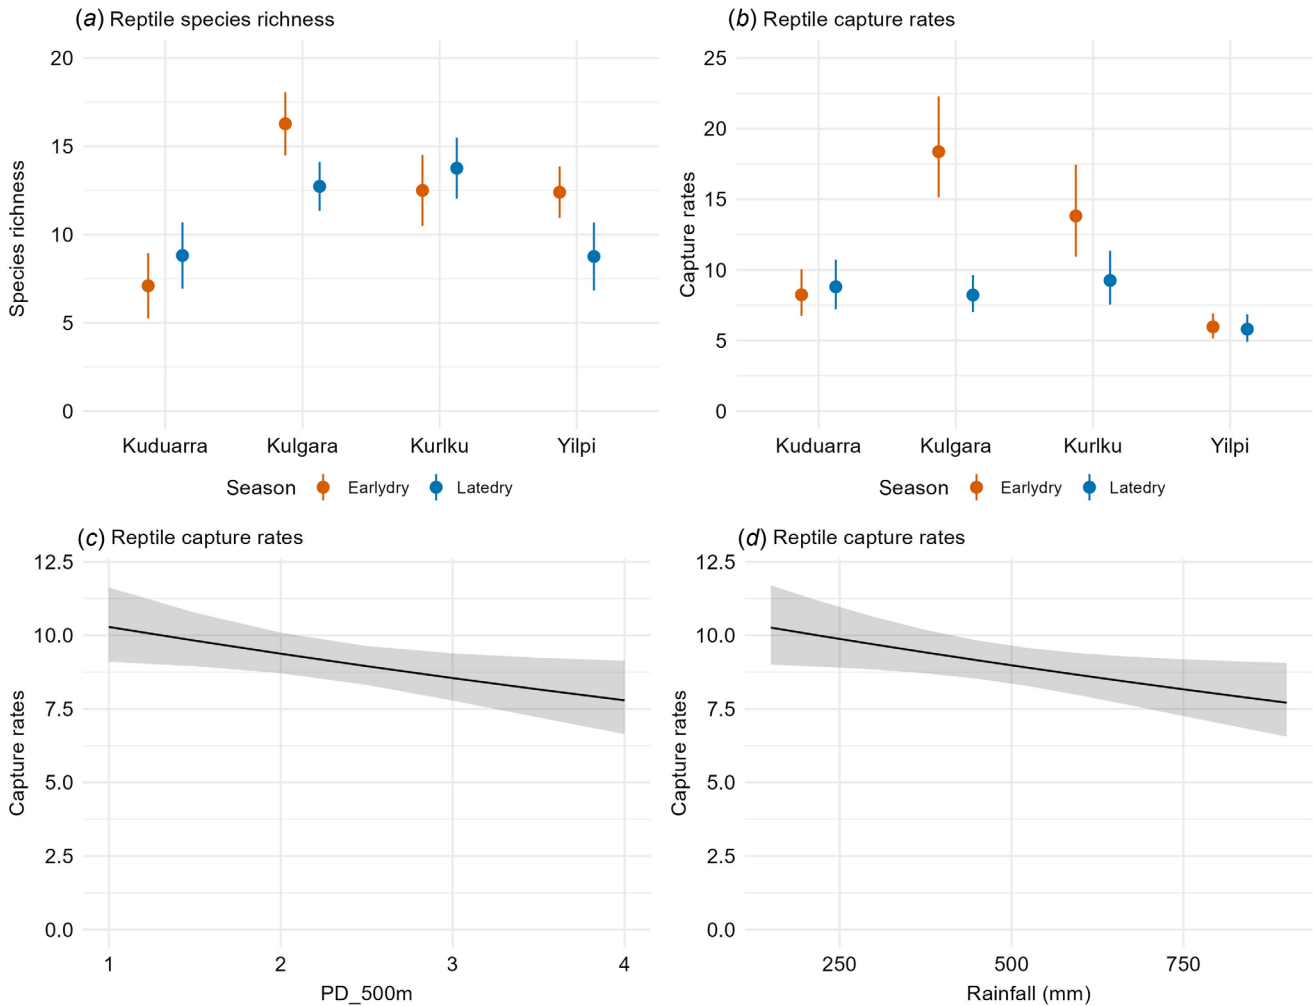 (a) Reptile species richness
Species richness
20
15
10
5
0
Kuduarra Kulgara Kurlku Yilpi
Season Earlydry Latedry
(b) Reptile capture rates
Capture rates
25
20
15
10
5
0
Kuduarra Kulgara Kurlku Yilpi
Season Earlydry Latedry
(c) Reptile capture rates
Capture rates
12.5
10.0
7.5
5.0
2.5
0.0
1 2 3 4
PD_500m
(d) Reptile capture rates
Capture rates
12.5
10.0
7.5
5.0
2.5
0.0
250 500 750
Rainfall (mm)